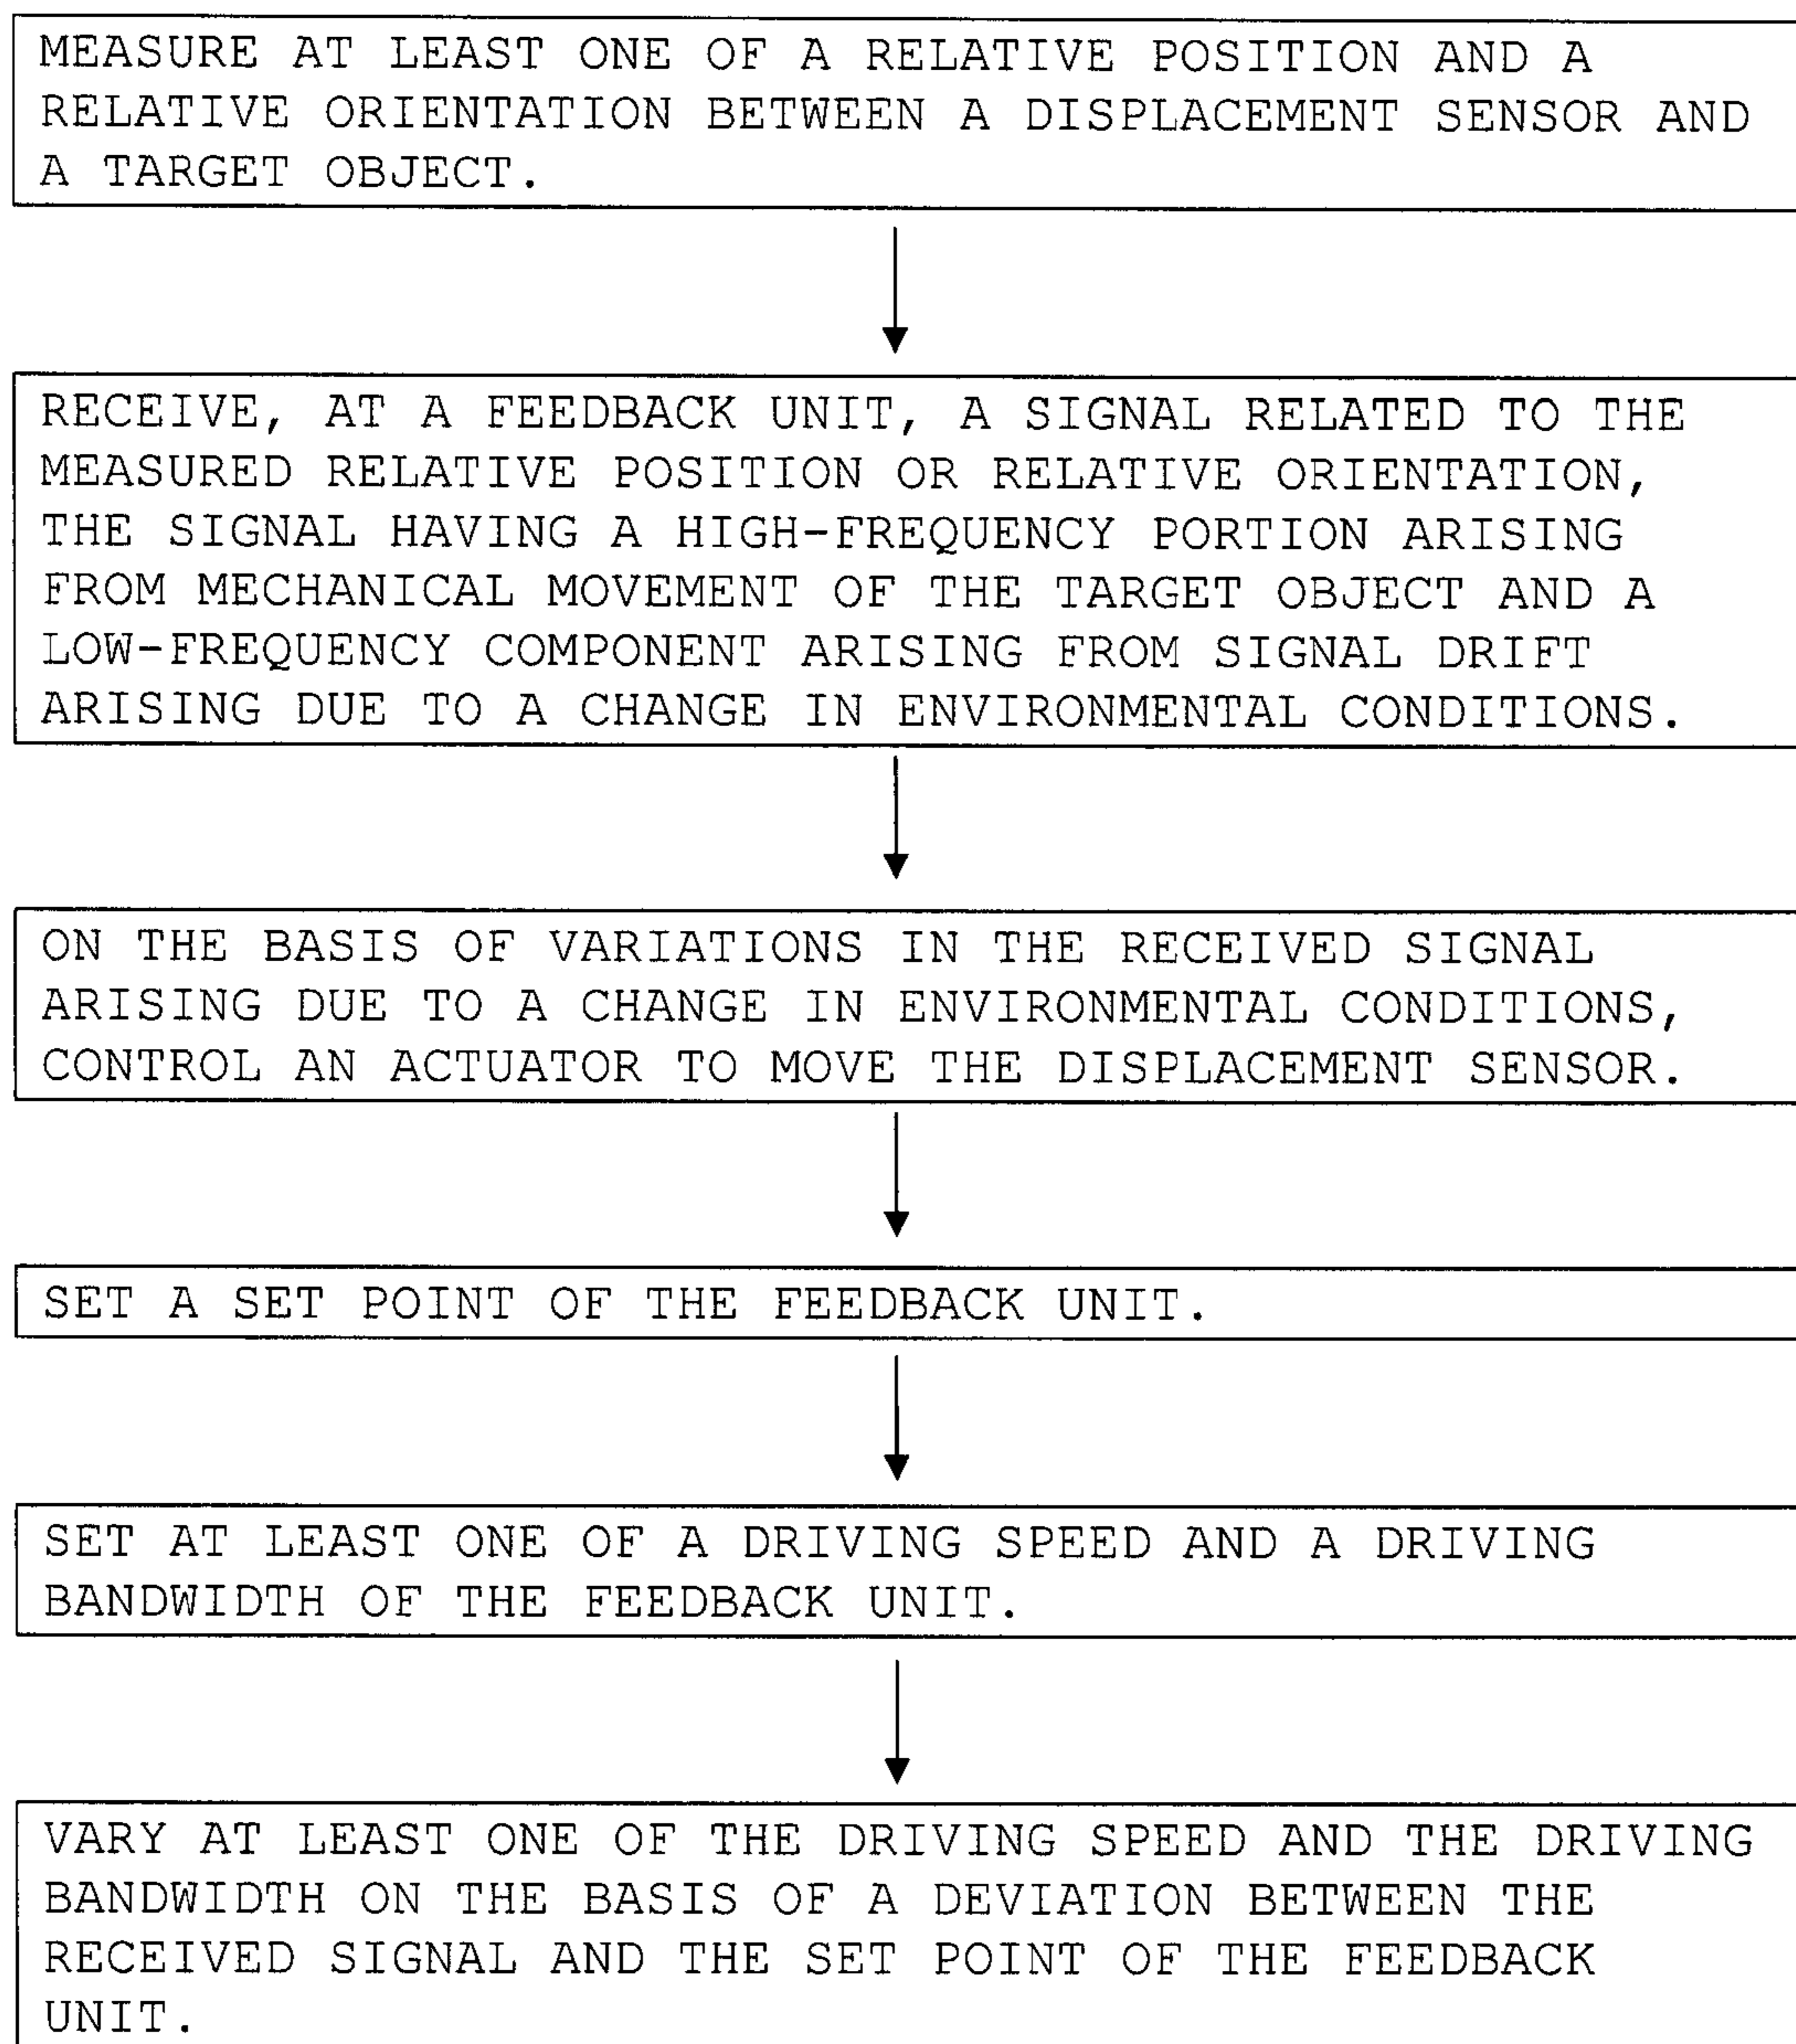 MEASURE AT LEAST ONE OF A RELATIVE POSITION AND A
RELATIVE ORIENTATION BETWEEN A DISPLACEMENT SENSOR AND
A TARGET OBJECT.
RECEIVE, AT A FEEDBACK UNIT, A SIGNAL RELATED TO THE
MEASURED RELATIVE POSITION OR RELATIVE ORIENTATION,
THE SIGNAL HAVING A HIGH-FREQUENCY PORTION ARISING
FROM MECHANICAL MOVEMENT OF THE TARGET OBJECT AND A
LOW-FREQUENCY COMPONENT ARISING FROM SIGNAL DRIFT
ARISING DUE TO A CHANGE IN ENVIRONMENTAL CONDITIONS.
ON THE BASIS OF VARIATIONS IN THE RECEIVED SIGNAL
ARISING DUE TO A CHANGE IN ENVIRONMENTAL CONDITIONS,
CONTROL AN ACTUATOR TO MOVE THE DISPLACEMENT SENSOR.
SET A SET POINT OF THE FEEDBACK UNIT.
SET AT LEAST ONE OF A DRIVING SPEED AND A DRIVING
BANDWIDTH OF THE FEEDBACK UNIT.
VARY AT LEAST ONE OF THE DRIVING SPEED AND THE DRIVING
BANDWIDTH ON THE BASIS OF A DEVIATION BETWEEN THE
RECEIVED SIGNAL AND THE SET POINT OF THE FEEDBACK
UNIT.